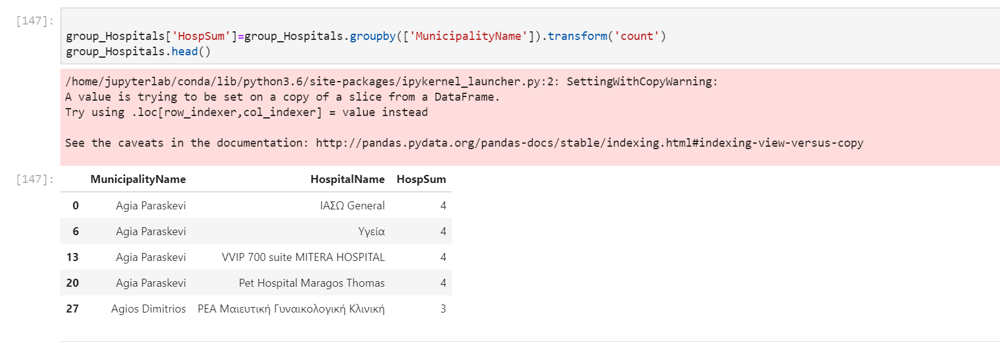 [147]:
group_Hospitals['HospSum']=group_Hospitals.groupby(['MunicipalityName']).transform('count')
group_Hospitals.head()
/home/jupyterlab/conda/lib/python3.6/site-packages/ipykernel_launcher.py:2: SettingWithCopyWarning:
A value is trying to be set on a copy of a slice from a DataFrame.
Try using .loc[row_indexer,col_indexer] = value instead
See the caveats in the documentation: http://pandas.pydata.org/pandas-docs/stable/indexing.html#indexing-view-versus-copy
[147]:
MunicipalityName HospitalName HospSum
0 Agia Paraskevi ΙΑΣΩ General 4
6 Agia Paraskevi Υγεία 4
13 Agia Paraskevi VVIP 700 suite MITERA HOSPITAL 4
20 Agia Paraskevi Pet Hospital Maragos Thomas 4
27 Agios Dimitrios ΡΕΑ Μαιευτική Γυναικολογική Κλινική 3